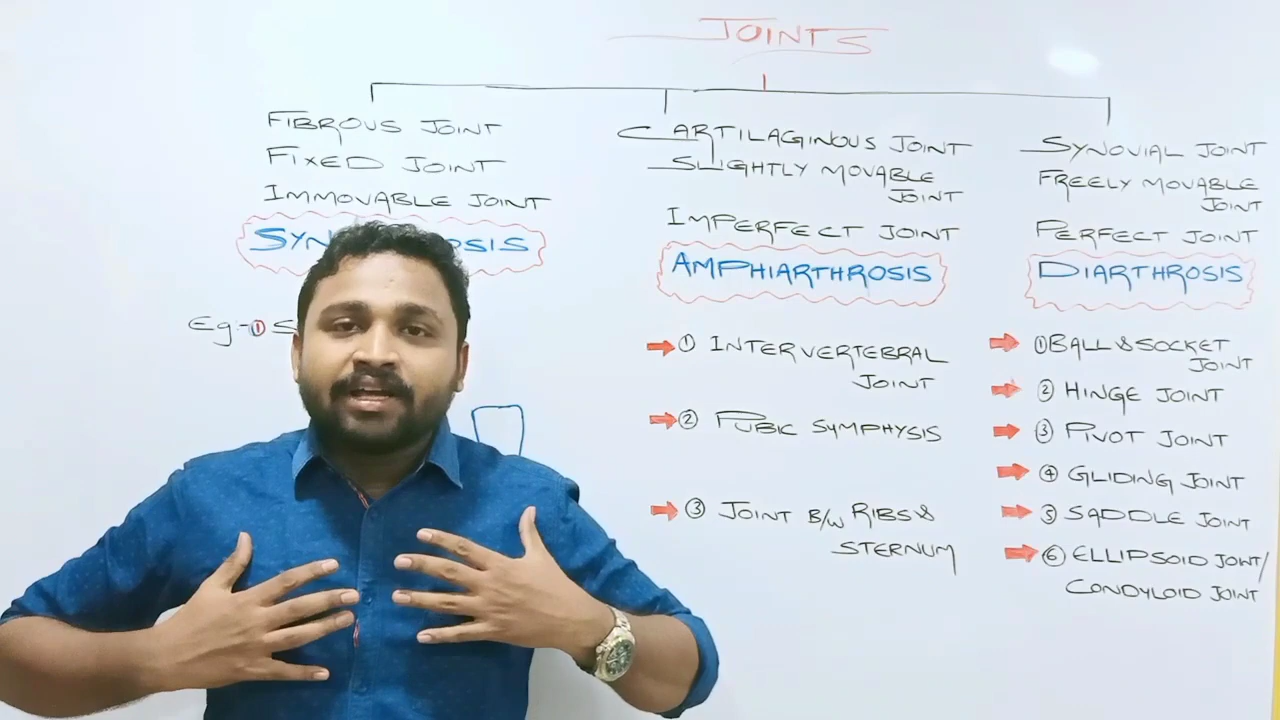 JOINTS
FIBROUS JOINT
FIXED JOINT
IMMOVABLE JOINT
Eg:- ①
CARTILAGINOUS JOINT
SLIGHTLY MOVABLE
JOINT
IMPERFECT JOINT
AMPHIARTHROSIS
① INTERVERTEBRAL
JOINT
② PUBIC SYMPHYSIS
③ JOINT B/W RIBS &
STERNUM
SYNOVIAL JOINT
FREELY MOVABLE
JOINT
PERFECT JOINT
DIARTHROSIS
① BALL & SOCKET
JOINT
② HINGE JOINT
③ PIVOT JOINT
④ GLIDING JOINT
⑤ SADDLE JOINT
⑥ ELLIPSOID JOINT/
CONDYLOID JOINT